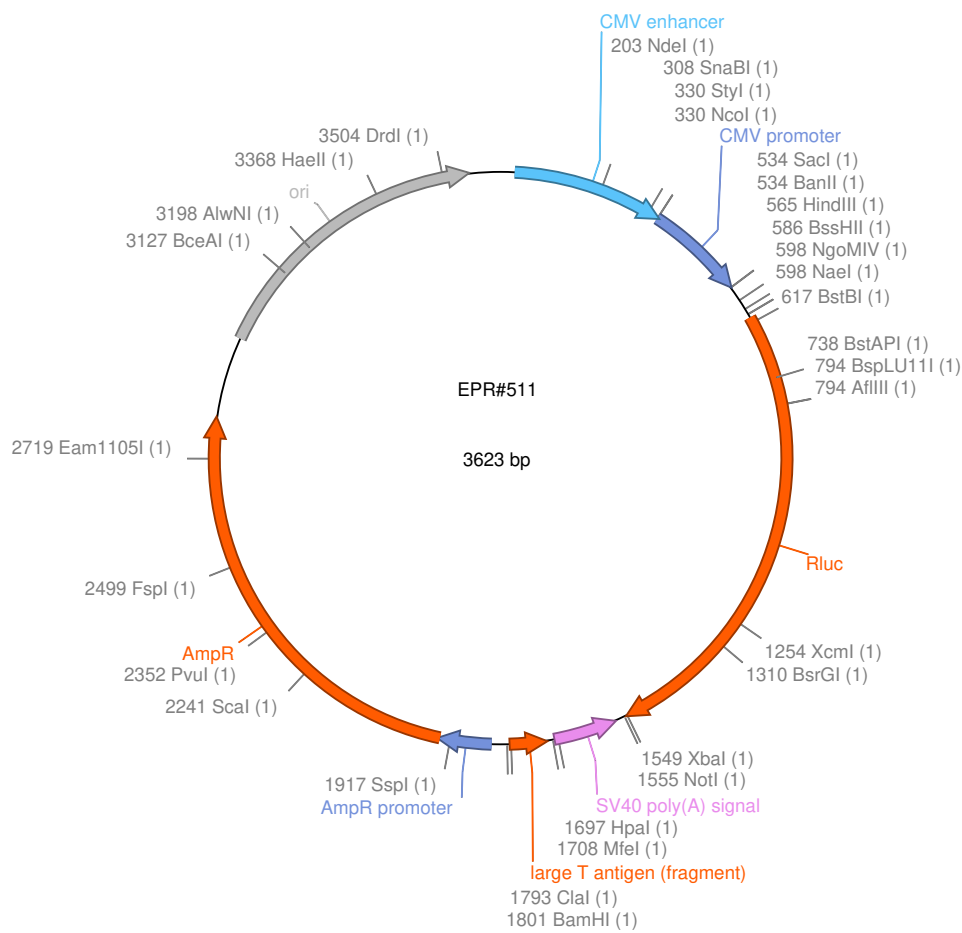 CMV enhancer
203 NdeI (1)
308 SnaBI (1)
330 StyI (1)
330 NcoI (1)
CMV promoter
534 SacI (1)
534 BanII (1)
565 HindIII (1)
586 BssHII (1)
598 NgoMIV (1)
598 NaeI (1)
617 BstBI (1)
738 BstAPI (1)
794 BspLU11I (1)
794 AflIII (1)
Rluc
1254 XcmI (1)
1310 BsrGI (1)
1549 XbaI (1)
1555 NotI (1)
SV40 poly(A) signal
1697 HpaI (1)
1708 MfeI (1)
large T antigen (fragment)
1793 ClaI (1)
1801 BamHI (1)
1917 SspI (1)
AmpR promoter
2241 ScaI (1)
2352 PvuI (1)
AmpR
2499 FspI (1)
2719 Eam1105I (1)
3127 BceAI (1)
3198 AlwNI (1)
ori
3368 HaeII (1)
3504 DrdI (1)
EPR#511
3623 bp